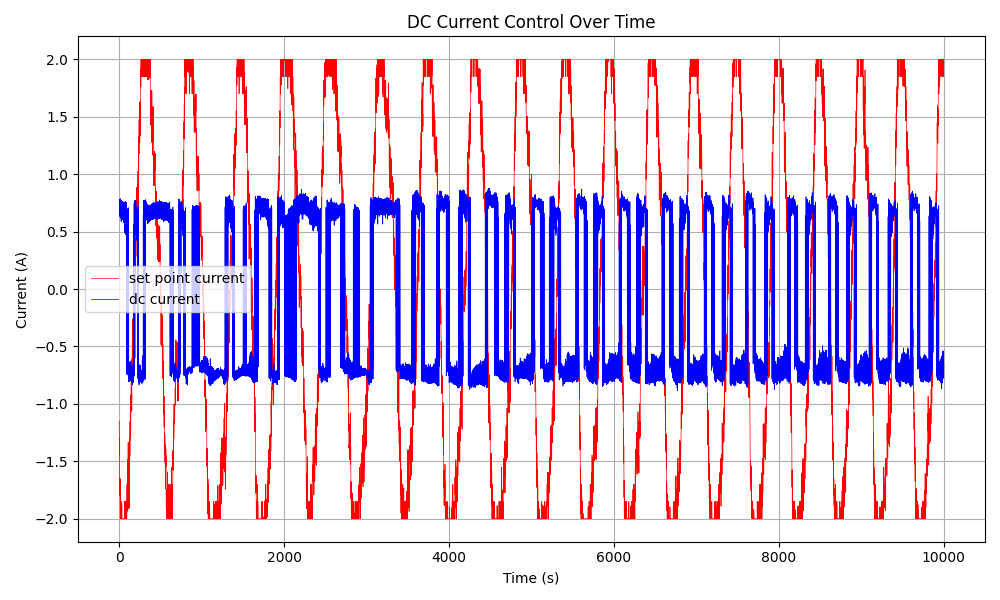 DC Current Control Over Time
2.0
1.5
1.0
0.5
0.0
−0.5
−1.0
−1.5
−2.0
Current (A)
set point current
dc current
0 2000 4000 6000 8000 10000
Time (s)